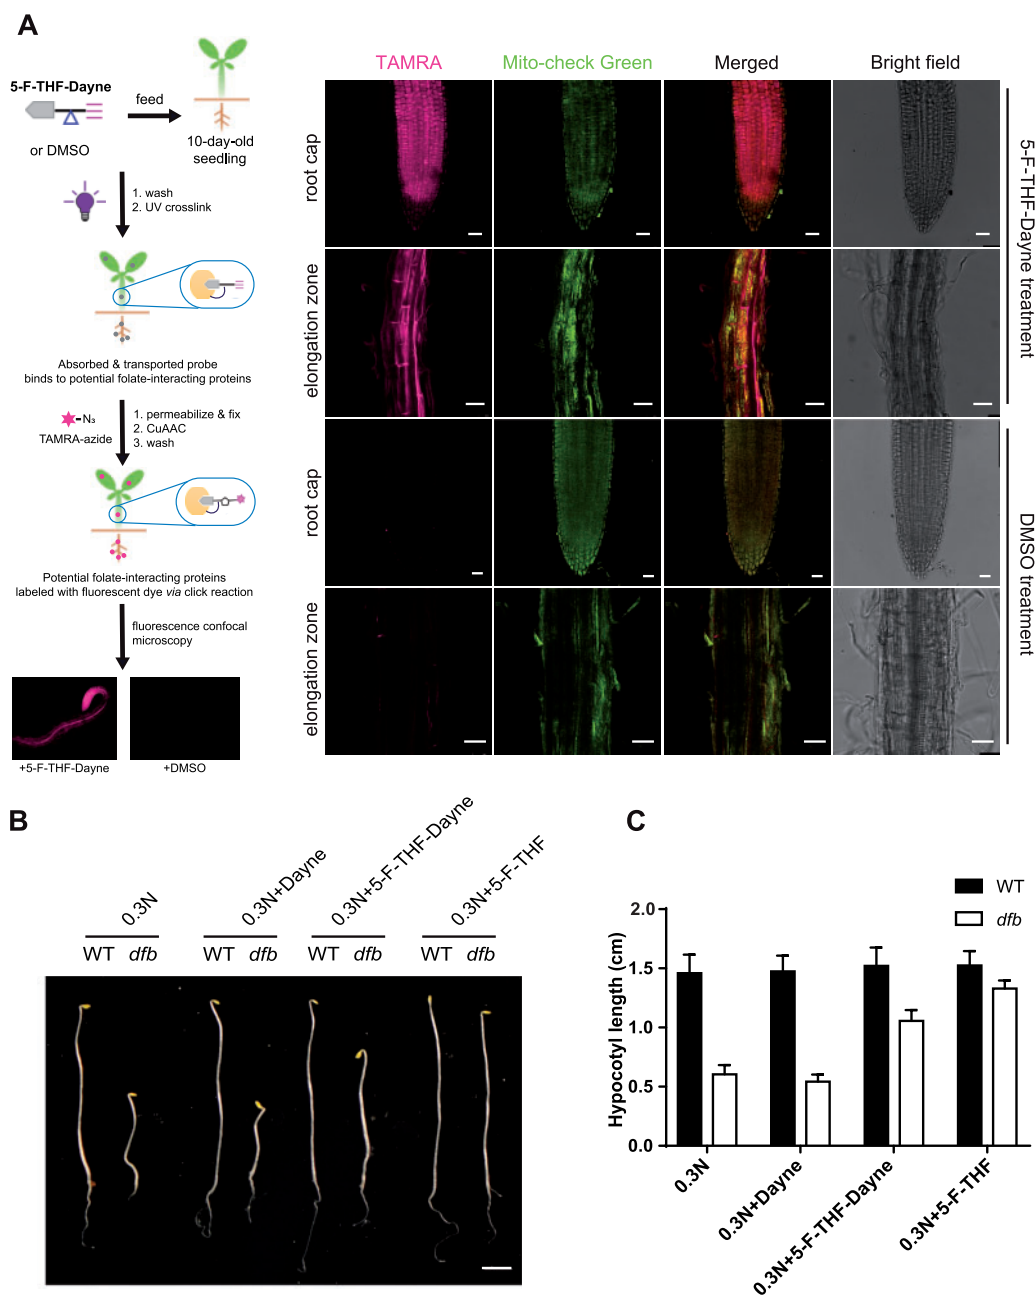 A
5-F-THF-Dayne
or DMSO
feed
10-day-old
seedling
1. wash
2. UV crosslink
Absorbed & transported probe
binds to potential folate-interacting proteins
N₃
TAMRA-azide
1. permeabilize & fix
2. CuAAC
3. wash
Potential folate-interacting proteins
labeled with fluorescent dye via click reaction
fluorescence confocal
microscopy
+5-F-THF-Dayne
+DMSO
TAMRA
Mito-check Green
Merged
Bright field
root cap
elongation zone
root cap
elongation zone
5-F-THF-Dayne treatment
DMSO treatment
B
0.3N
0.3N+Dayne
0.3N+5-F-THF-Dayne
0.3N+5-F-THF
WT dfb WT dfb WT dfb WT dfb
C
WT
dfb
Hypocotyl length (cm)
2.0
1.5
1.0
0.5
0.0
0.3N
0.3N+Dayne
0.3N+5-F-THF-Dayne
0.3N+5-F-THF